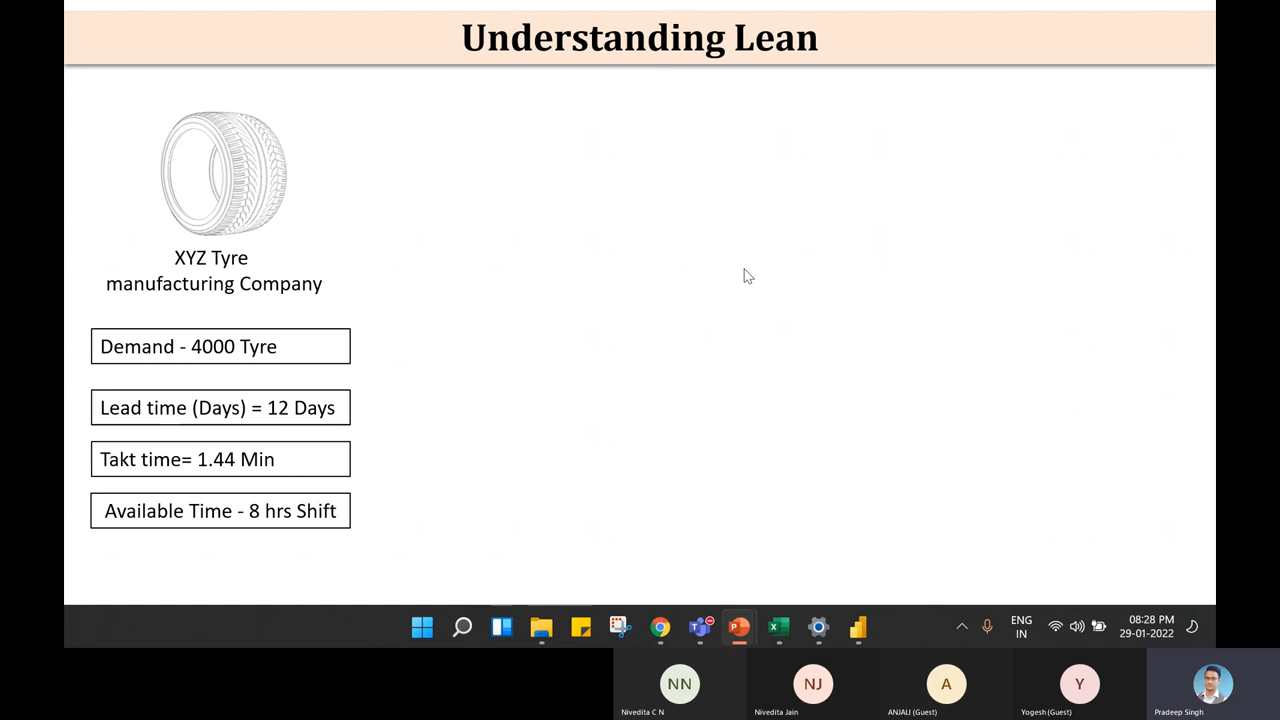 Understanding Lean
XYZ Tyre
manufacturing Company
Demand - 4000 Tyre
Lead time (Days) = 12 Days
Takt time= 1.44 Min
Available Time - 8 hrs Shift
ENG
IN
08:28 PM
29-01-2022
NN
NJ
A
Y
Nivedita C N
Nivedita Jain
ANJALI (Guest)
Yogesh (Guest)
Pradeep Singh